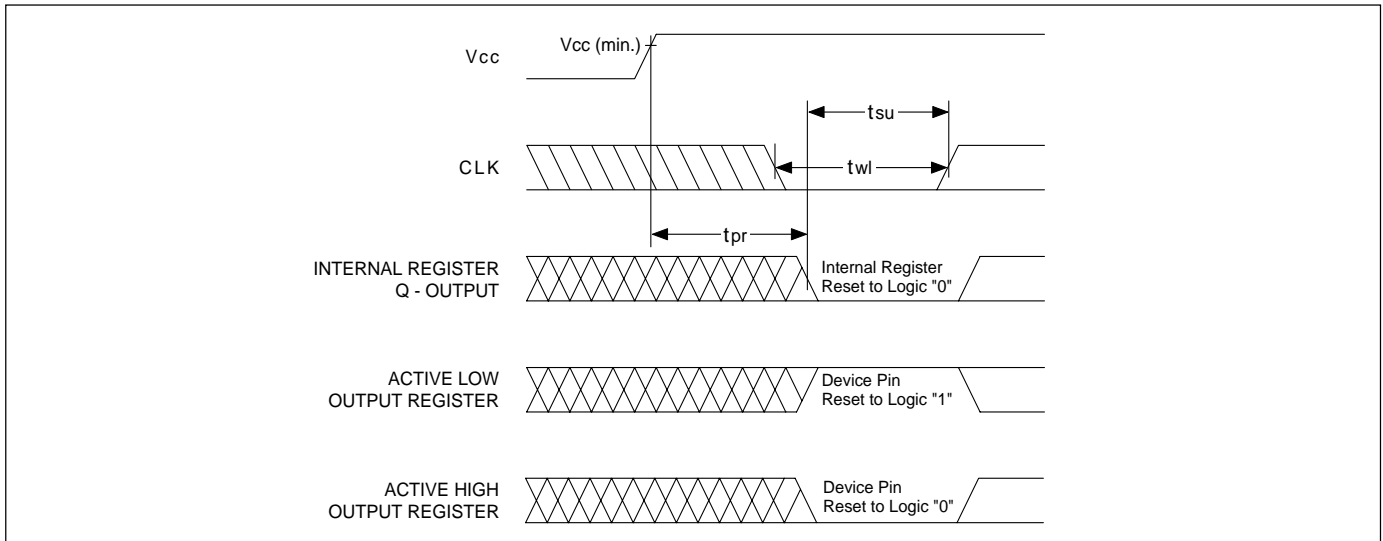 Vcc
Vcc (min.)
tsu
CLK
twl
tpr
INTERNAL REGISTER
Q - OUTPUT
Internal Register
Reset to Logic "0"
ACTIVE LOW
OUTPUT REGISTER
Device Pin
Reset to Logic "1"
ACTIVE HIGH
OUTPUT REGISTER
Device Pin
Reset to Logic "0"